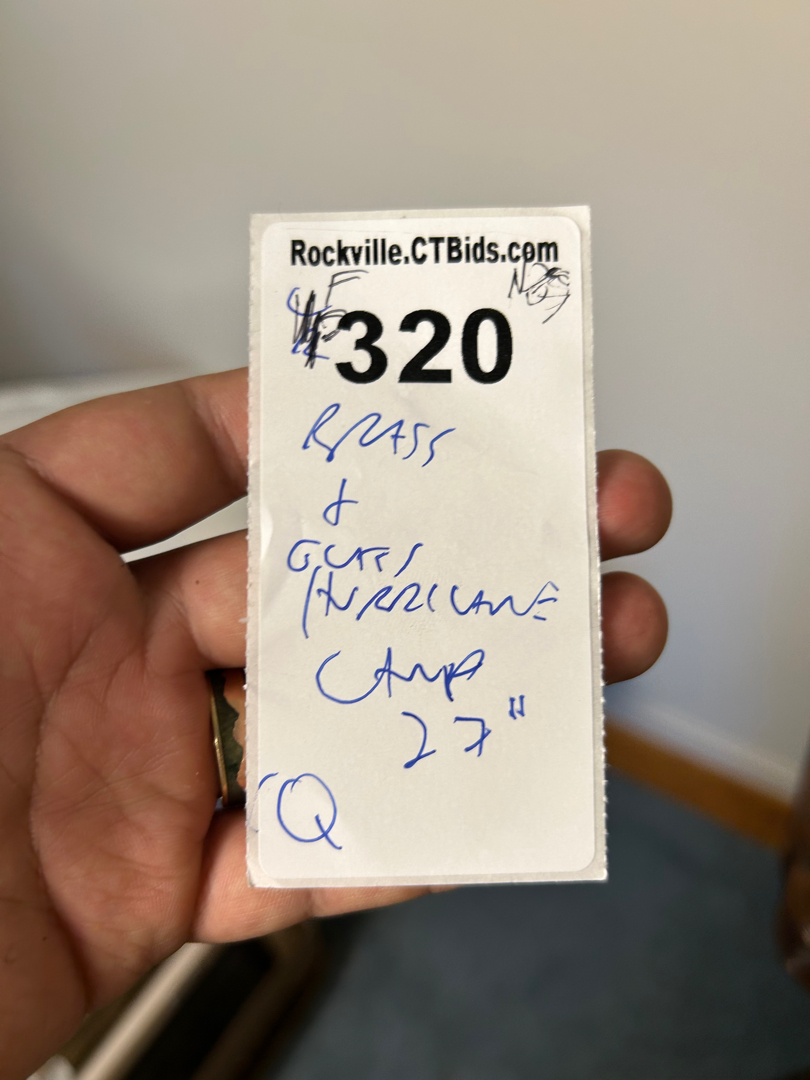 Rockville.CTBids.com
F
320
BRASS
&
GLASS
HURRICANE
LAMP
27"
Q